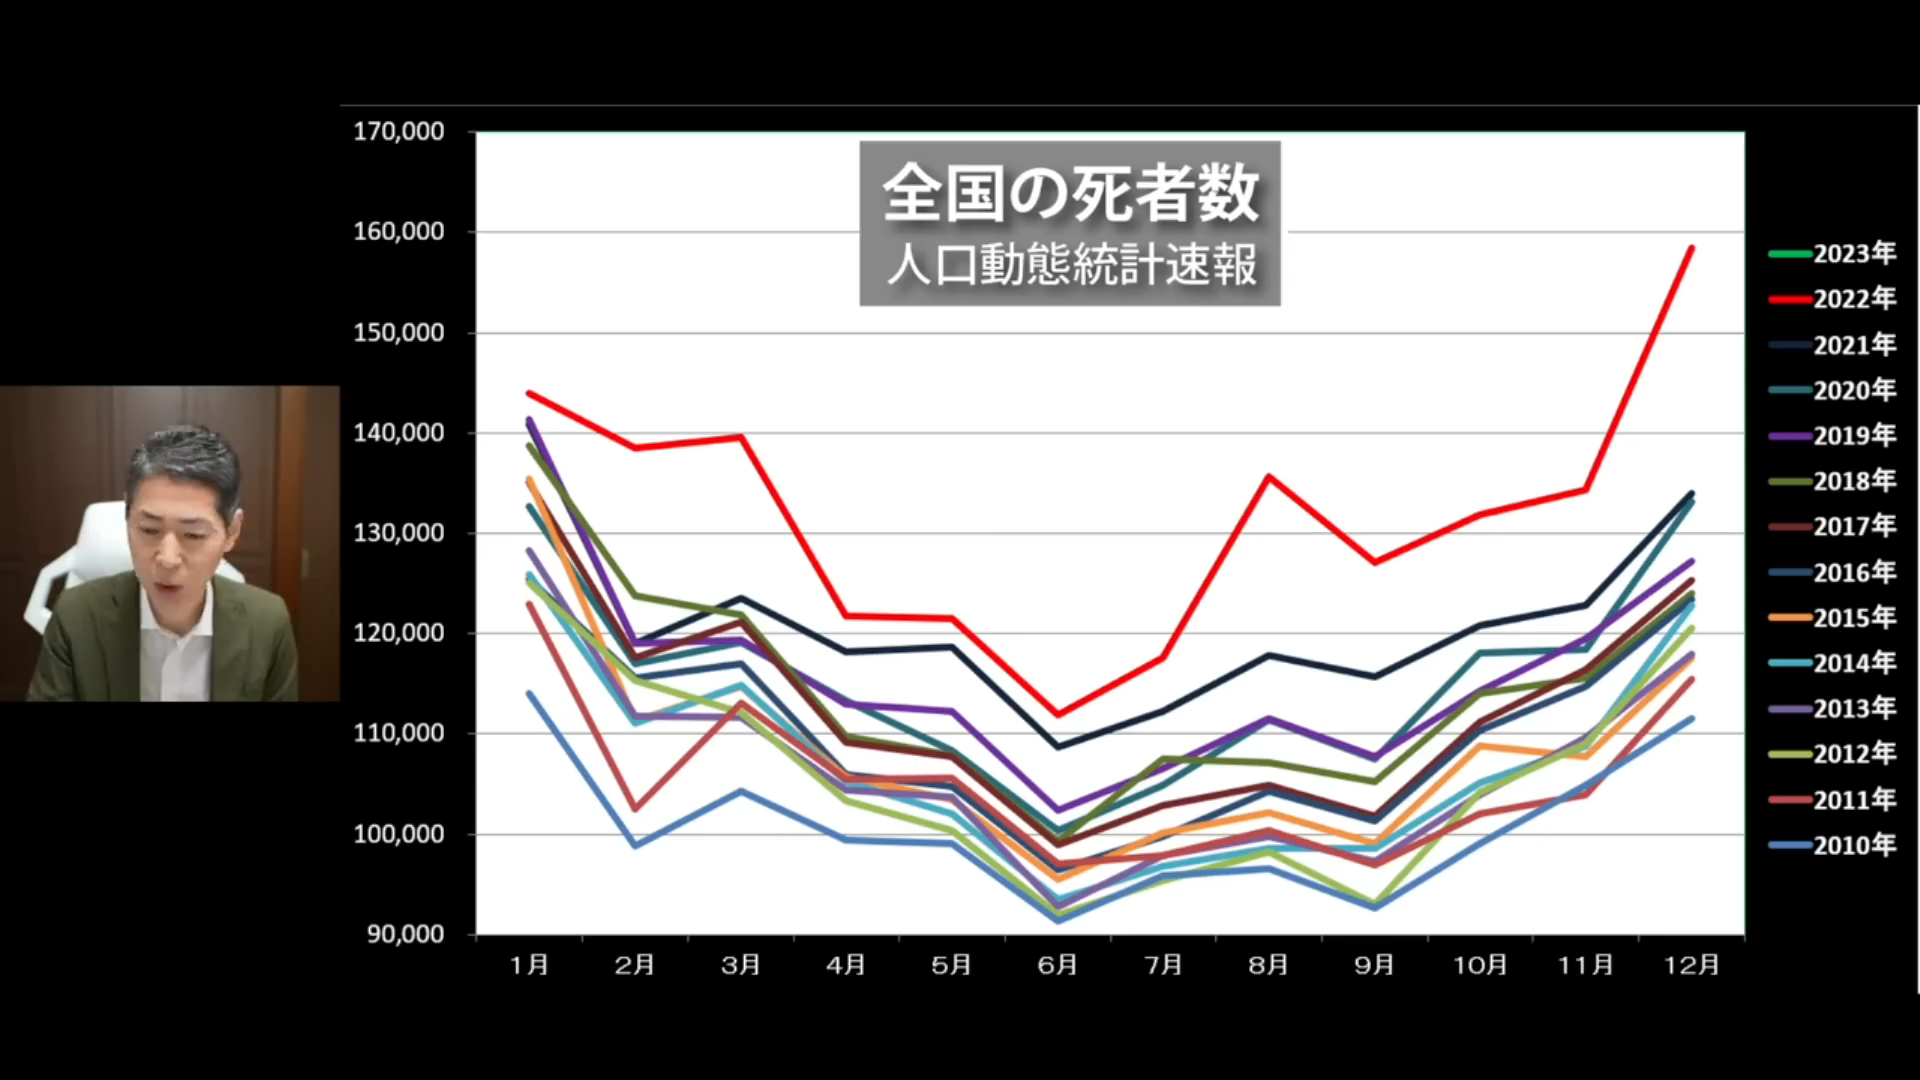 全国の死者数
人口動態統計速報
170,000
160,000
150,000
140,000
130,000
120,000
110,000
100,000
90,000
1月 2月 3月 4月 5月 6月 7月 8月 9月 10月 11月 12月
2023年
2022年
2021年
2020年
2019年
2018年
2017年
2016年
2015年
2014年
2013年
2012年
2011年
2010年